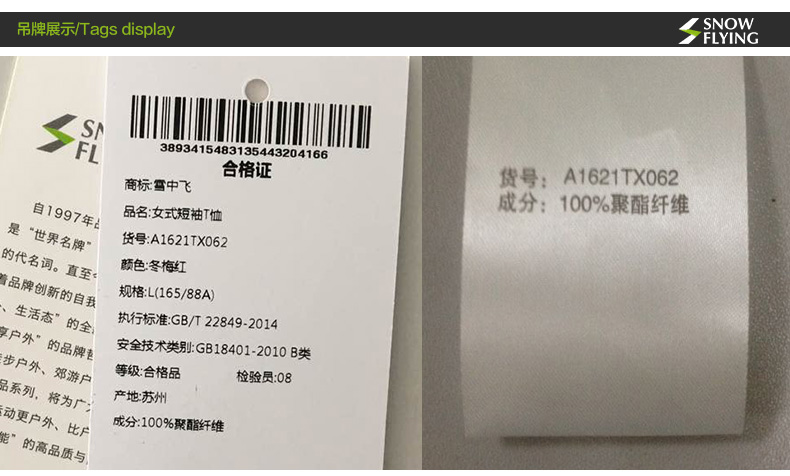 吊牌展示/Tags display
SNOW
FLYING
SN
FL
自1997年
是“世界名牌”
的代名词。直至
着品牌创新的自我
、生活态”的全
享户外”的品牌
步户外、郊游户
品系列，将为广
运动更户外、比户
能”的高品质与
38934154831354432041​66
合格证
商标:雪中飞
品名:女式短袖T恤
货号:A1621TX062
颜色:冬梅红
规格:L(165/88A)
执行标准:GB/T 22849-2014
安全技术类别:GB18401-2010 B类
等级:合格品 检验员:08
产地:苏州
成分:100%聚酯纤维
货号: A1621TX062
成分: 100%聚酯纤维